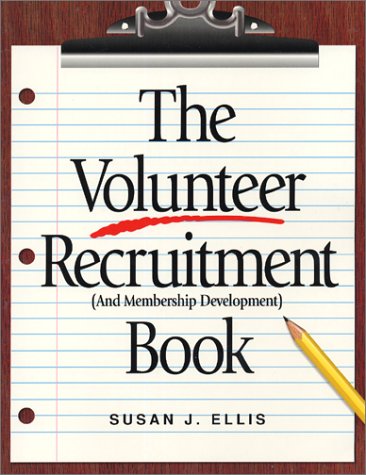 The
Volunteer
Recruitment
(And Membership Development)
Book
SUSAN J. ELLIS